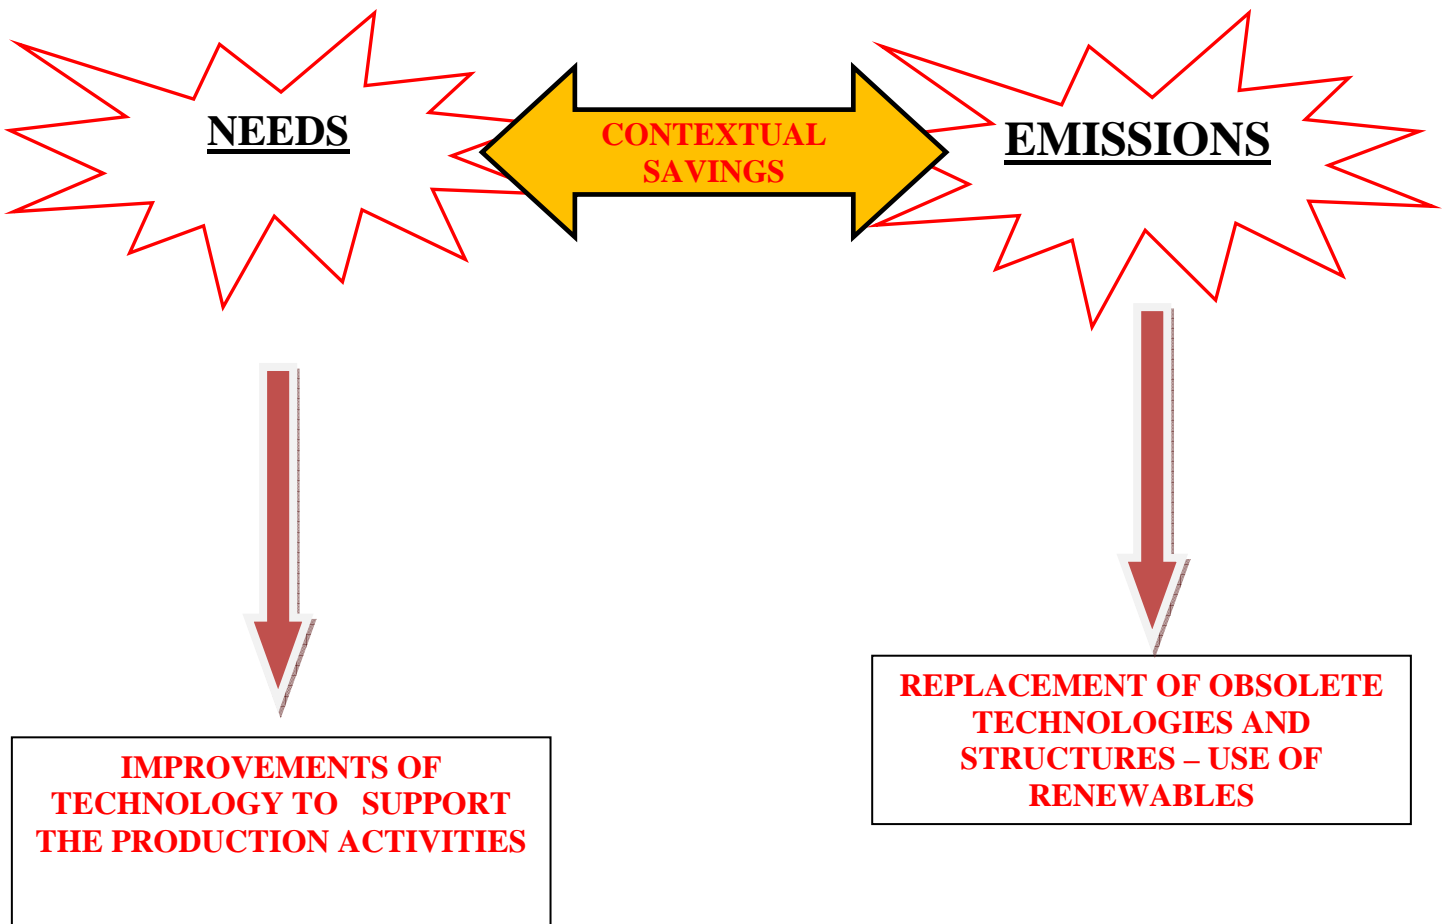 NEEDS
CONTEXTUAL
SAVINGS
EMISSIONS
IMPROVEMENTS OF
TECHNOLOGY TO SUPPORT
THE PRODUCTION ACTIVITIES
REPLACEMENT OF OBSOLETE
TECHNOLOGIES AND
STRUCTURES – USE OF
RENEWABLES